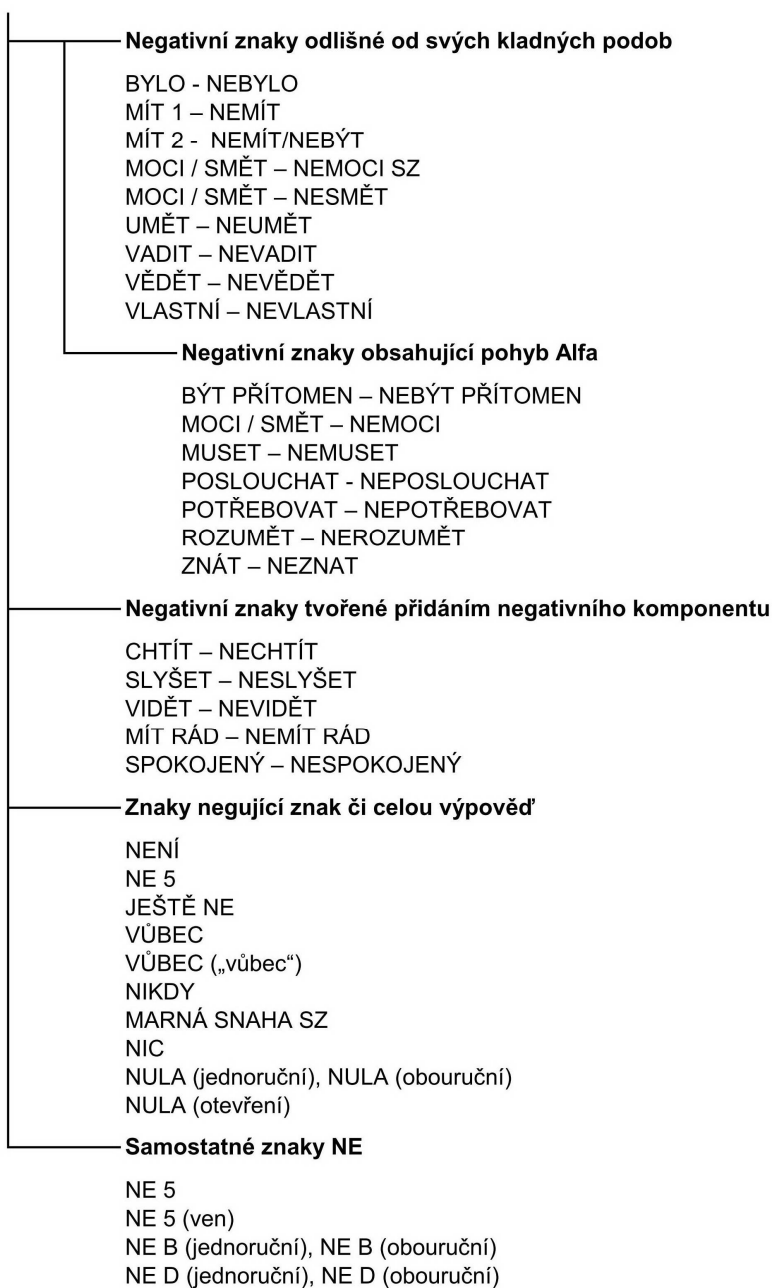 Negativní znaky odlišné od svých kladných podob
BYLO - NEBYLO
MÍT 1 – NEMÍT
MÍT 2 - NEMÍT/NEBÝT
MOCI / SMĚT – NEMOCI SZ
MOCI / SMĚT – NESMĚT
UMĚT – NEUMĚT
VADIT – NEVADIT
VĚDĚT – NEVĚDĚT
VLASTNÍ – NEVLASTNÍ
Negativní znaky obsahující pohyb Alfa
BÝT PŘÍTOMEN – NEBÝT PŘÍTOMEN
MOCI / SMĚT – NEMOCI
MUSET – NEMUSET
POSLOUCHAT - NEPOSLOUCHAT
POTŘEBOVAT – NEPOTŘEBOVAT
ROZUMĚT – NEROZUMĚT
ZNÁT – NEZNAT
Negativní znaky tvořené přidáním negativního komponentu
CHTÍT – NECHTÍT
SLYŠET – NESLYŠET
VIDĚT – NEVIDĚT
MÍT RÁD – NEMÍT RÁD
SPOKOJENÝ – NESPOKOJENÝ
Znaky negující znak či celou výpověď
NENÍ
NE 5
JEŠTĚ NE
VŮBEC
VŮBEC („vůbec“)
NIKDY
MARNÁ SNAHA SZ
NIC
NULA (jednoruční), NULA (obouruční)
NULA (otevření)
Samostatné znaky NE
NE 5
NE 5 (ven)
NE B (jednoruční), NE B (obouruční)
NE D (jednoruční), NE D (obouruční)